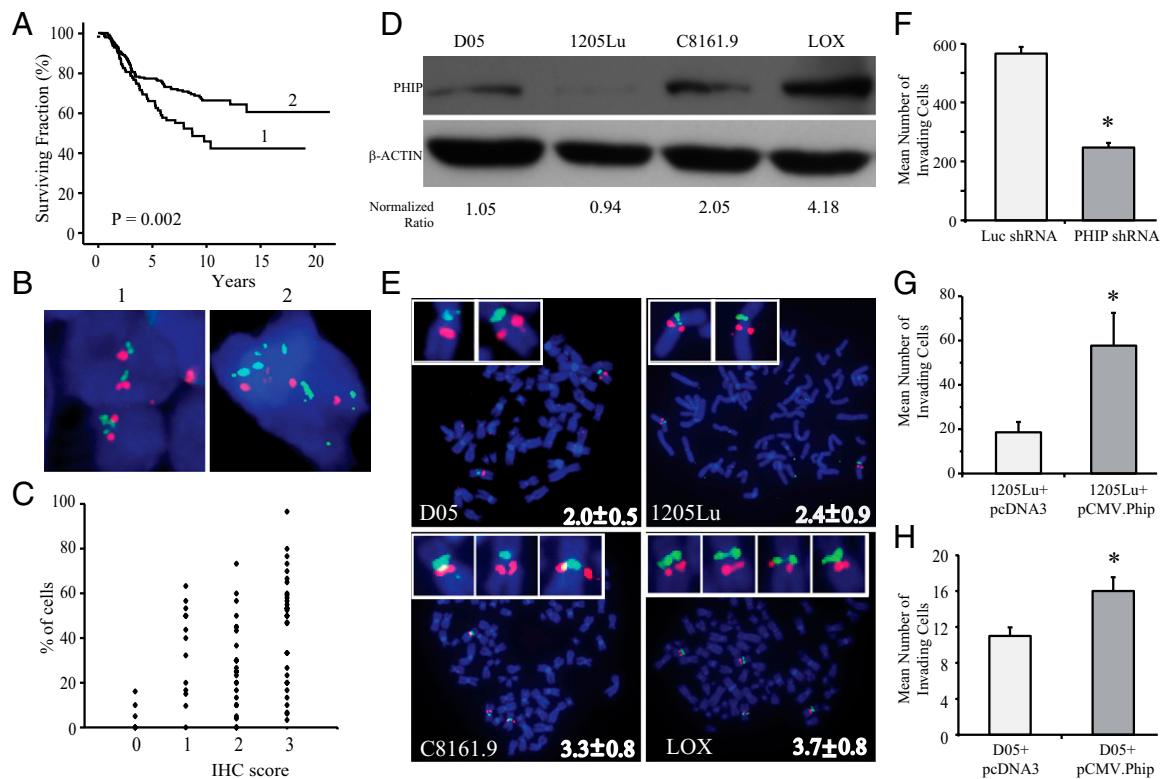 A
Surviving Fraction (%)
100
80
60
40
20
0
2
1
P = 0.002
0 5 10 15 20
Years
B
1 2
C
% of cells
100
80
60
40
20
0
0 1 2 3
IHC score
D
D05 1205Lu C8161.9 LOX
PHIP
β-ACTIN
Normalized
Ratio
1.05 0.94 2.05 4.18
E
D05 2.0±0.5
1205Lu 2.4±0.9
C8161.9 3.3±0.8
LOX 3.7±0.8
F
Mean Number of
Invading Cells
600
400
200
0
*
Luc shRNA PHIP shRNA
G
Mean Number of
Invading Cells
80
60
40
20
0
*
1205Lu+
pcDNA3
1205Lu+
pCMV.Phip
H
Mean Number of
Invading Cells
20
16
12
8
4
0
*
D05+
pcDNA3
D05+
pCMV.Phip